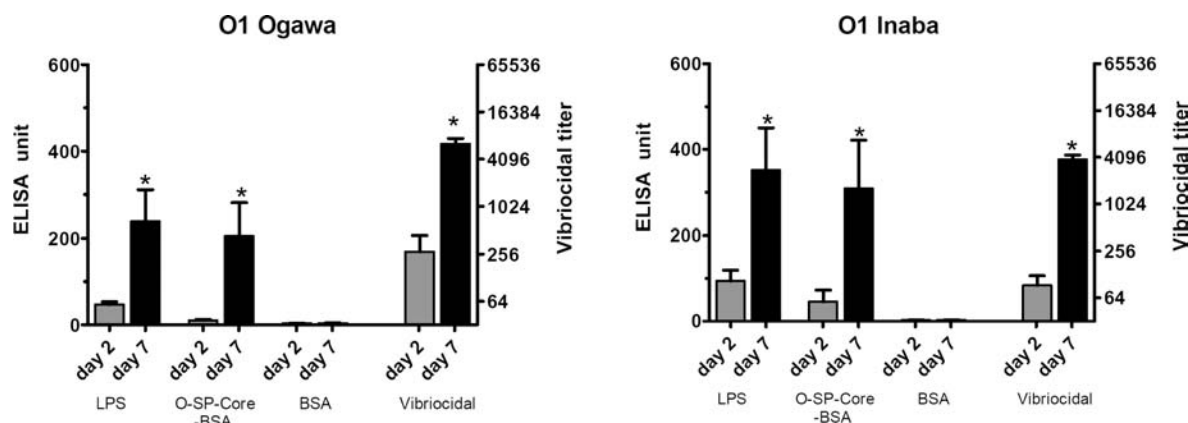 O1 Ogawa
600
400
200
0
ELISA unit
65536
16384
4096
1024
256
64
Vibriocidal titer
*
*
*
day 2
day 7
day 2
day 7
day 2
day 7
day 2
day 7
LPS
O-SP-Core
-BSA
BSA
Vibriocidal
O1 Inaba
600
400
200
0
ELISA unit
65536
16384
4096
1024
256
64
Vibriocidal titer
*
*
*
day 2
day 7
day 2
day 7
day 2
day 7
day 2
day 7
LPS
O-SP-Core
-BSA
BSA
Vibriocidal